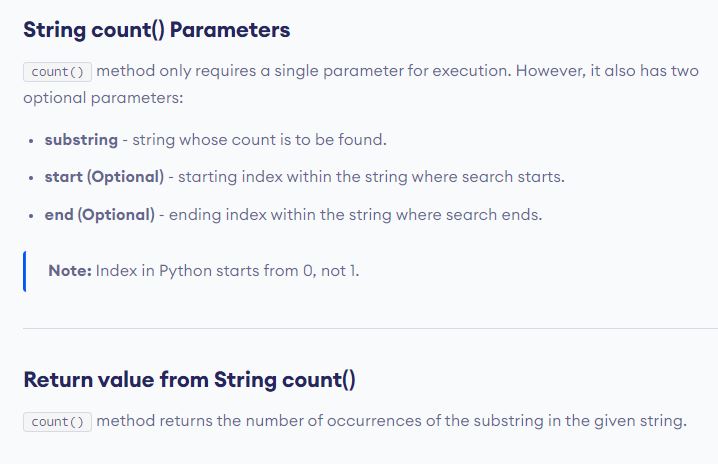 String count() Parameters
count() method only requires a single parameter for execution. However, it also has two
optional parameters:
• substring - string whose count is to be found.
• start (Optional) - starting index within the string where search starts.
• end (Optional) - ending index within the string where search ends.
Note: Index in Python starts from 0, not 1.
Return value from String count()
count() method returns the number of occurrences of the substring in the given string.